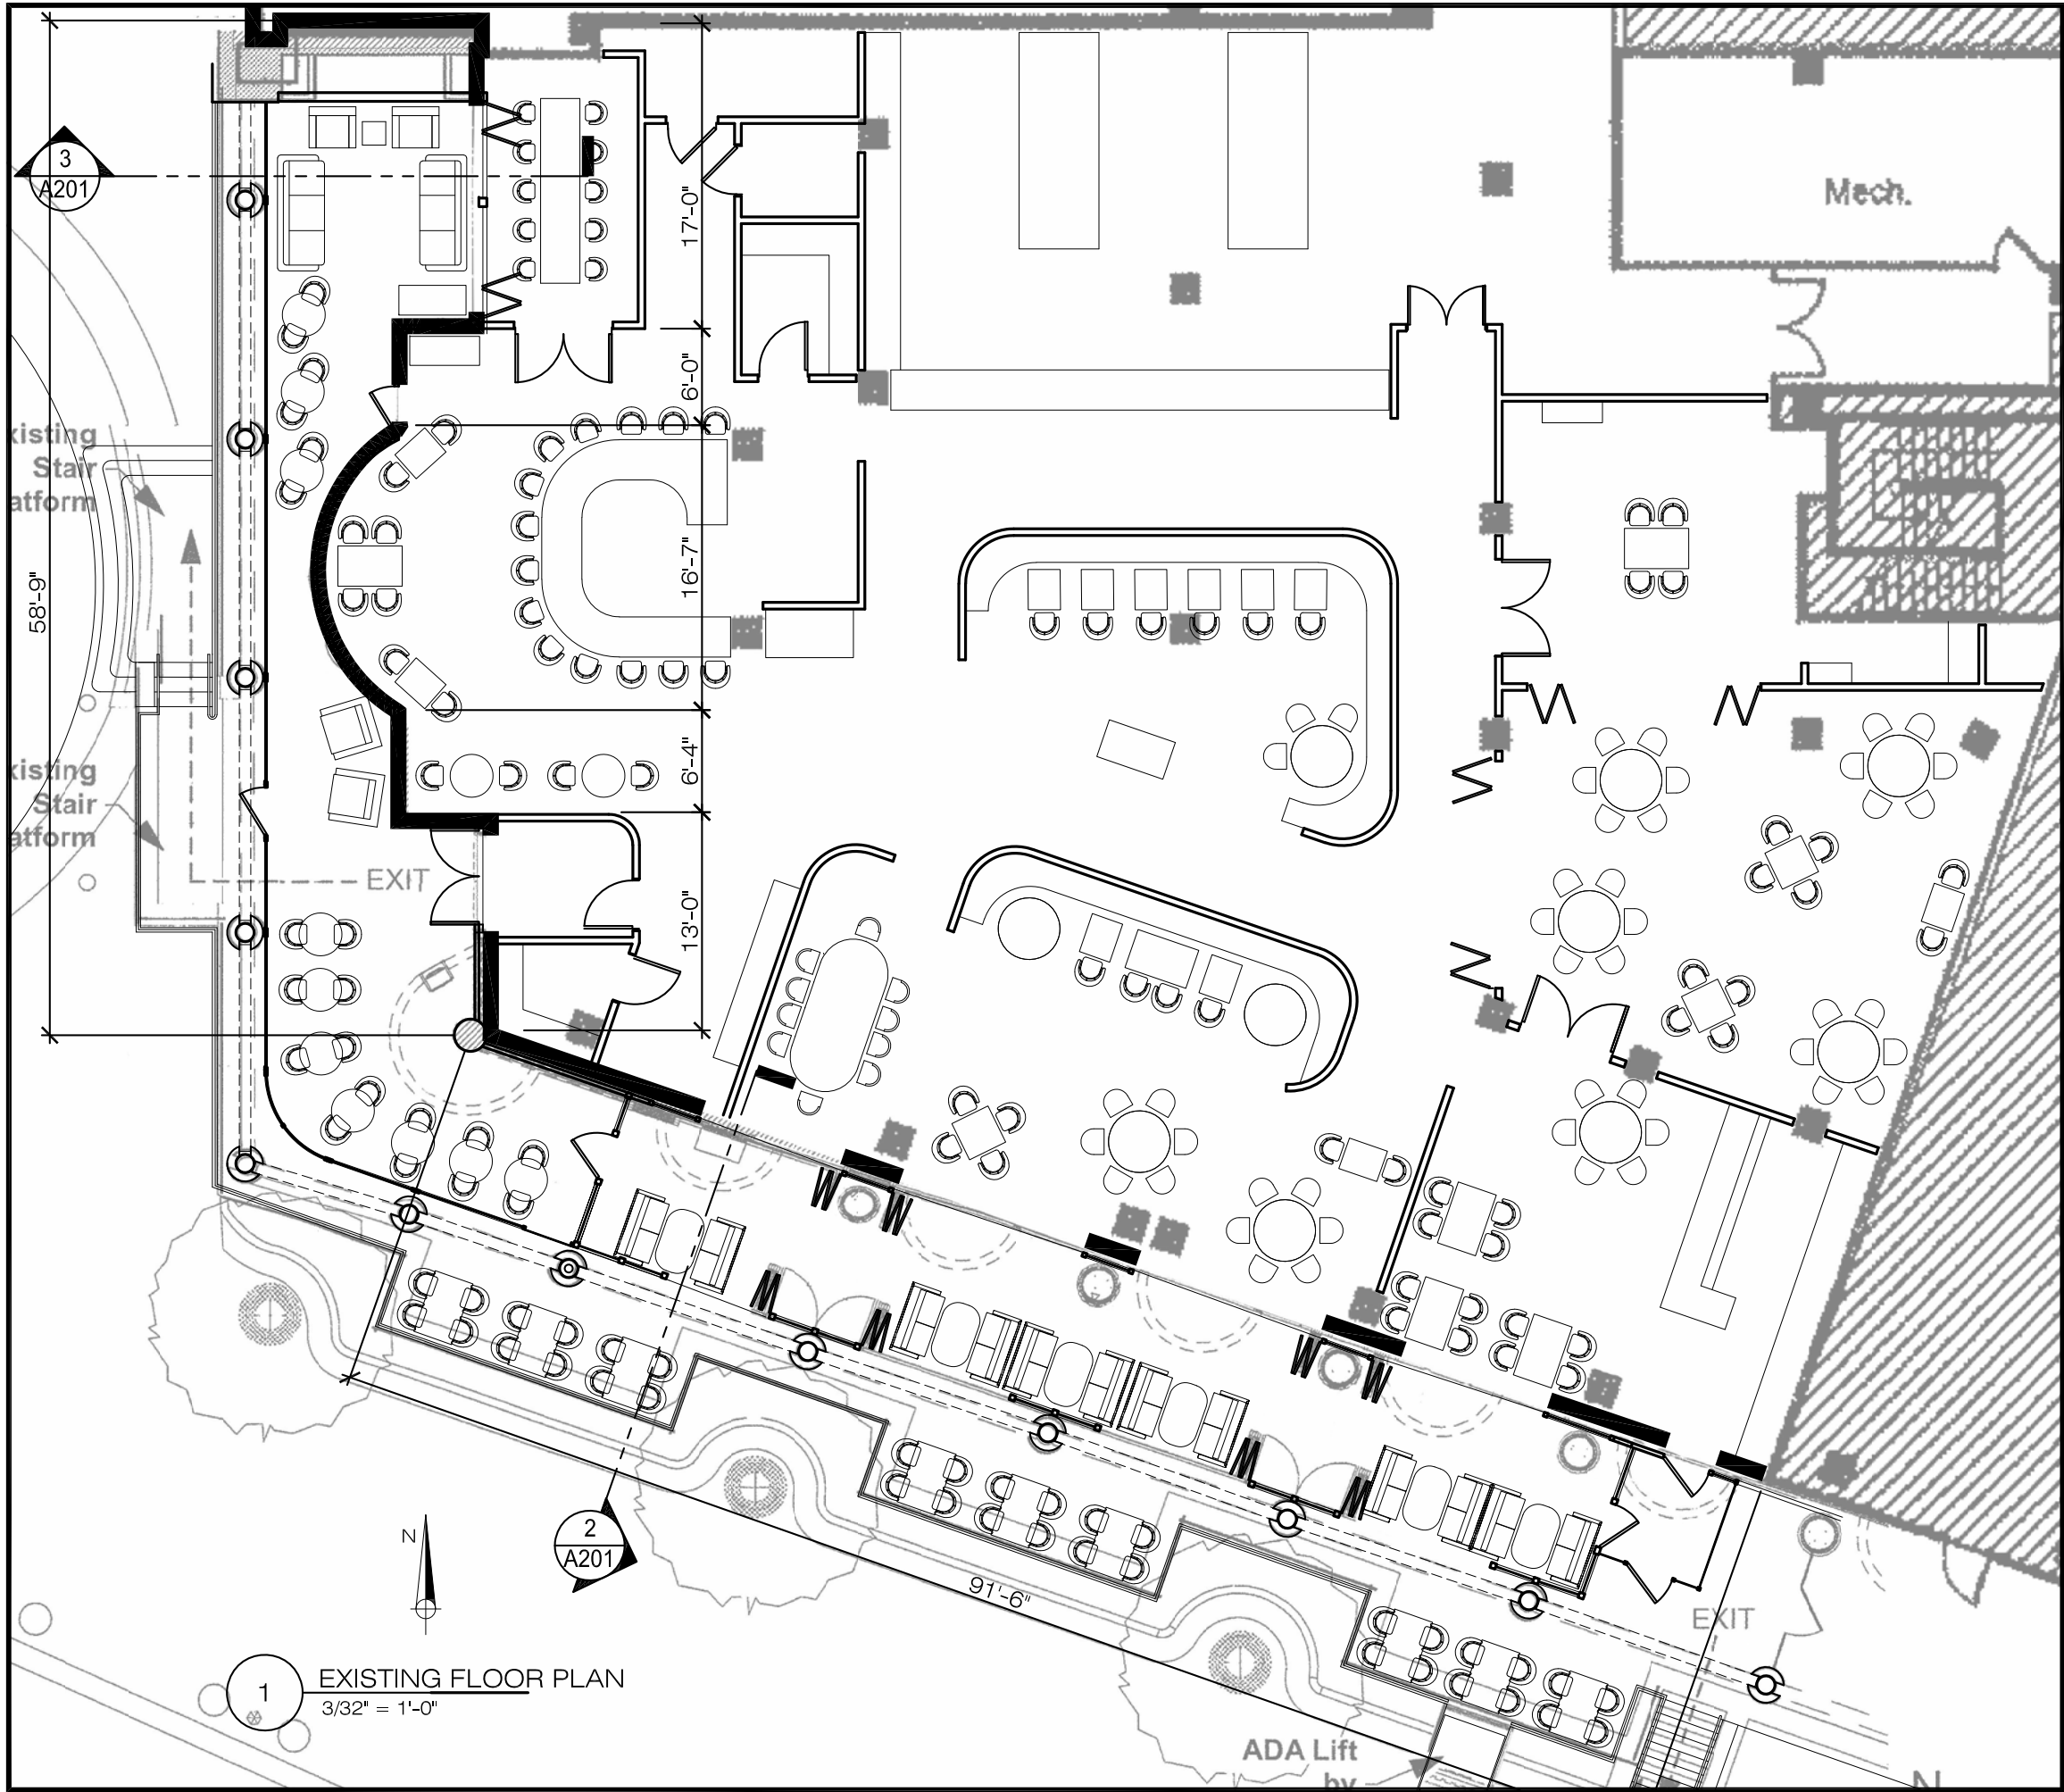 3
A201
Mech.
17'-0"
6'-0"
xisting
Stair
atform
16'-7"
58'-9"
6'-4"
xisting
Stair
atform
EXIT
13'-0"
N
2
A201
91'-6"
EXIT
1
EXISTING FLOOR PLAN
3/32" = 1'-0"
ADA Lift
by
N